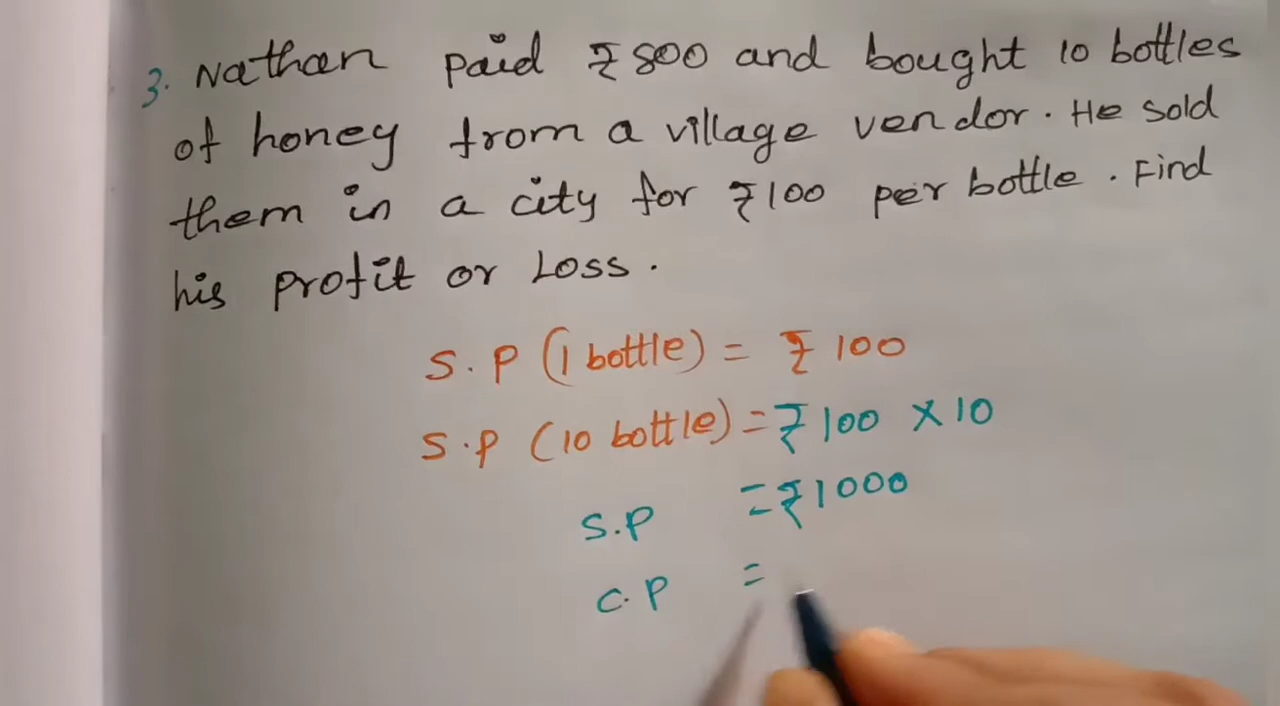 3. Nathan paid ₹800 and bought 10 bottles
of honey from a village vendor. He sold
them in a city for ₹100 per bottle. Find
his profit or Loss.
S.P (1 bottle) = ₹ 100
S.P (10 bottle) = ₹100 X 10
S.P = ₹1000
C.P =